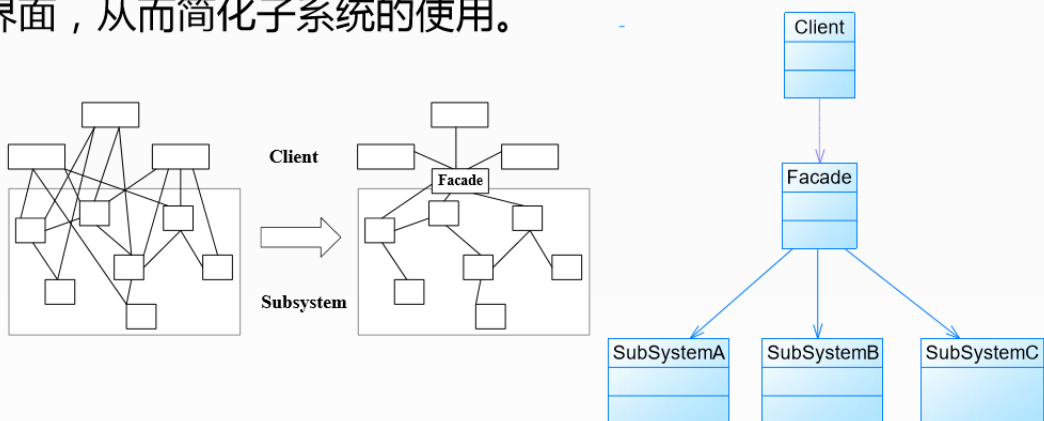 界面，从而简化子系统的使用。
Client
Facade
Subsystem
Client
Facade
SubSystemA
SubSystemB
SubSystemC